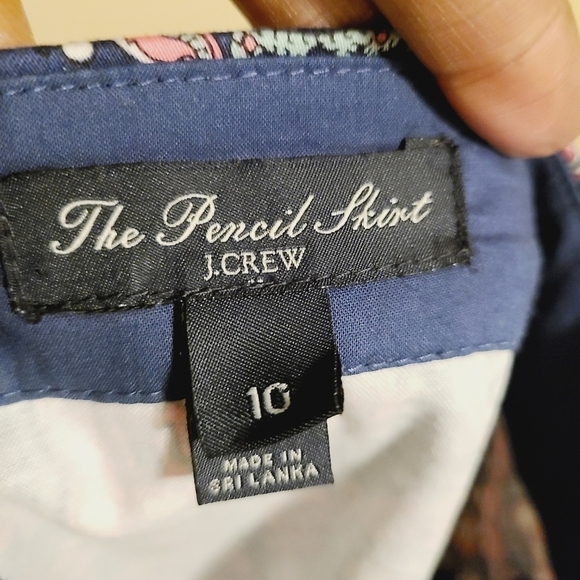 The Pencil Skirt
J.CREW
10
MADE IN
SRI LANKA